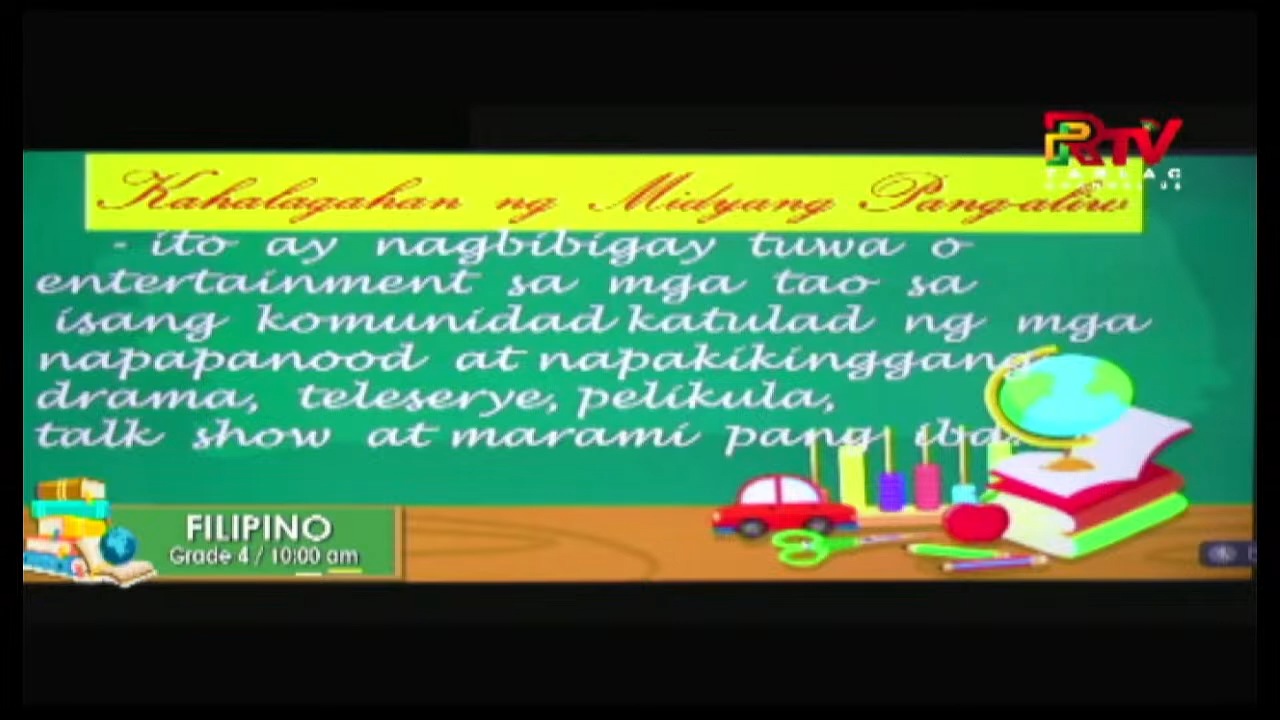 PRTV
TARLAC
Kahalagahan ng Midyang Pang-aliw
- ito ay nagbibigay tuwa o
entertainment sa mga tao sa
isang komunidad katulad ng mga
napapanood at napakikinggang
drama, teleserye, pelikula,
talk show at marami pang iba.
FILIPINO
Grade 4 / 10:00 am